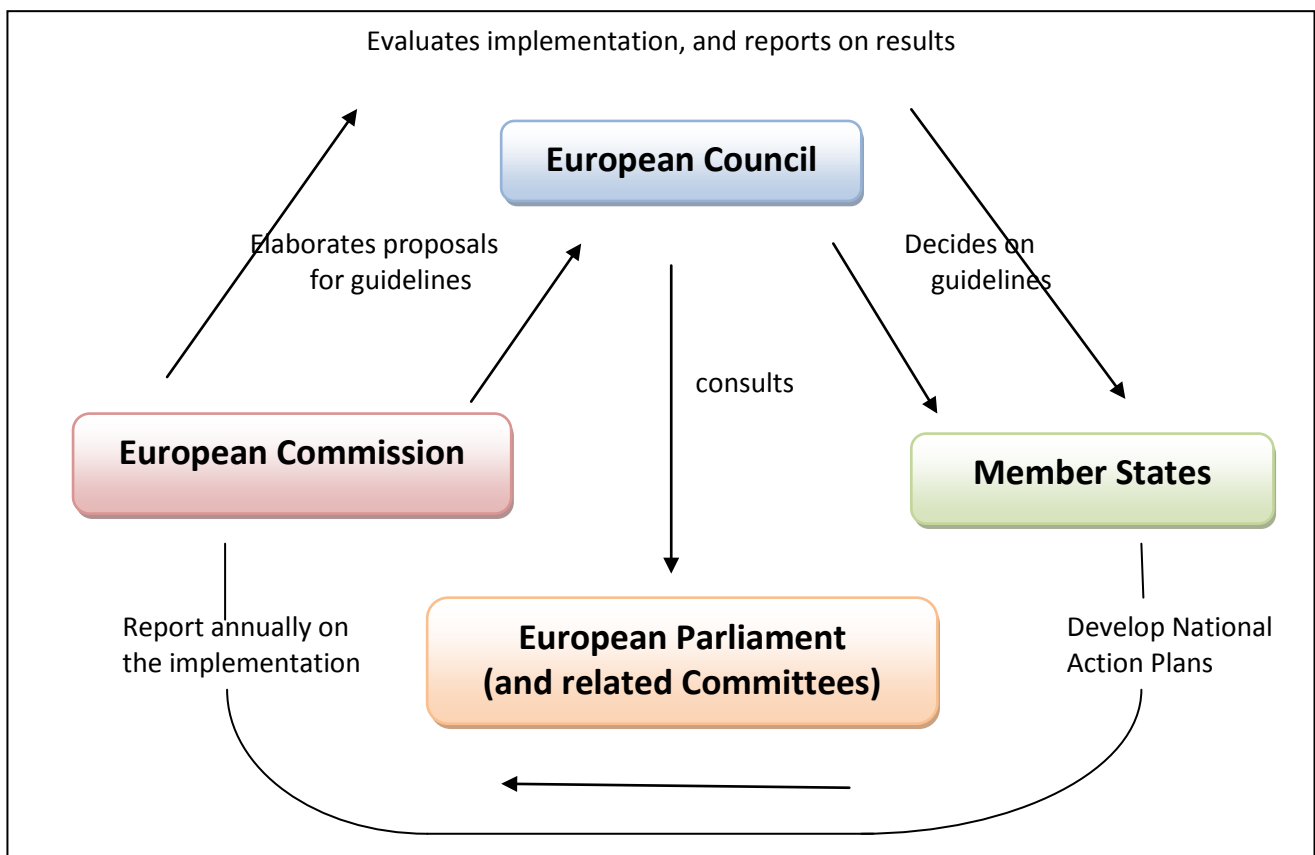 Evaluates implementation, and reports on results
European Council
Elaborates proposals
for guidelines
Decides on
guidelines
consults
European Commission
Member States
Report annually on
the implementation
European Parliament
(and related Committees)
Develop National
Action Plans